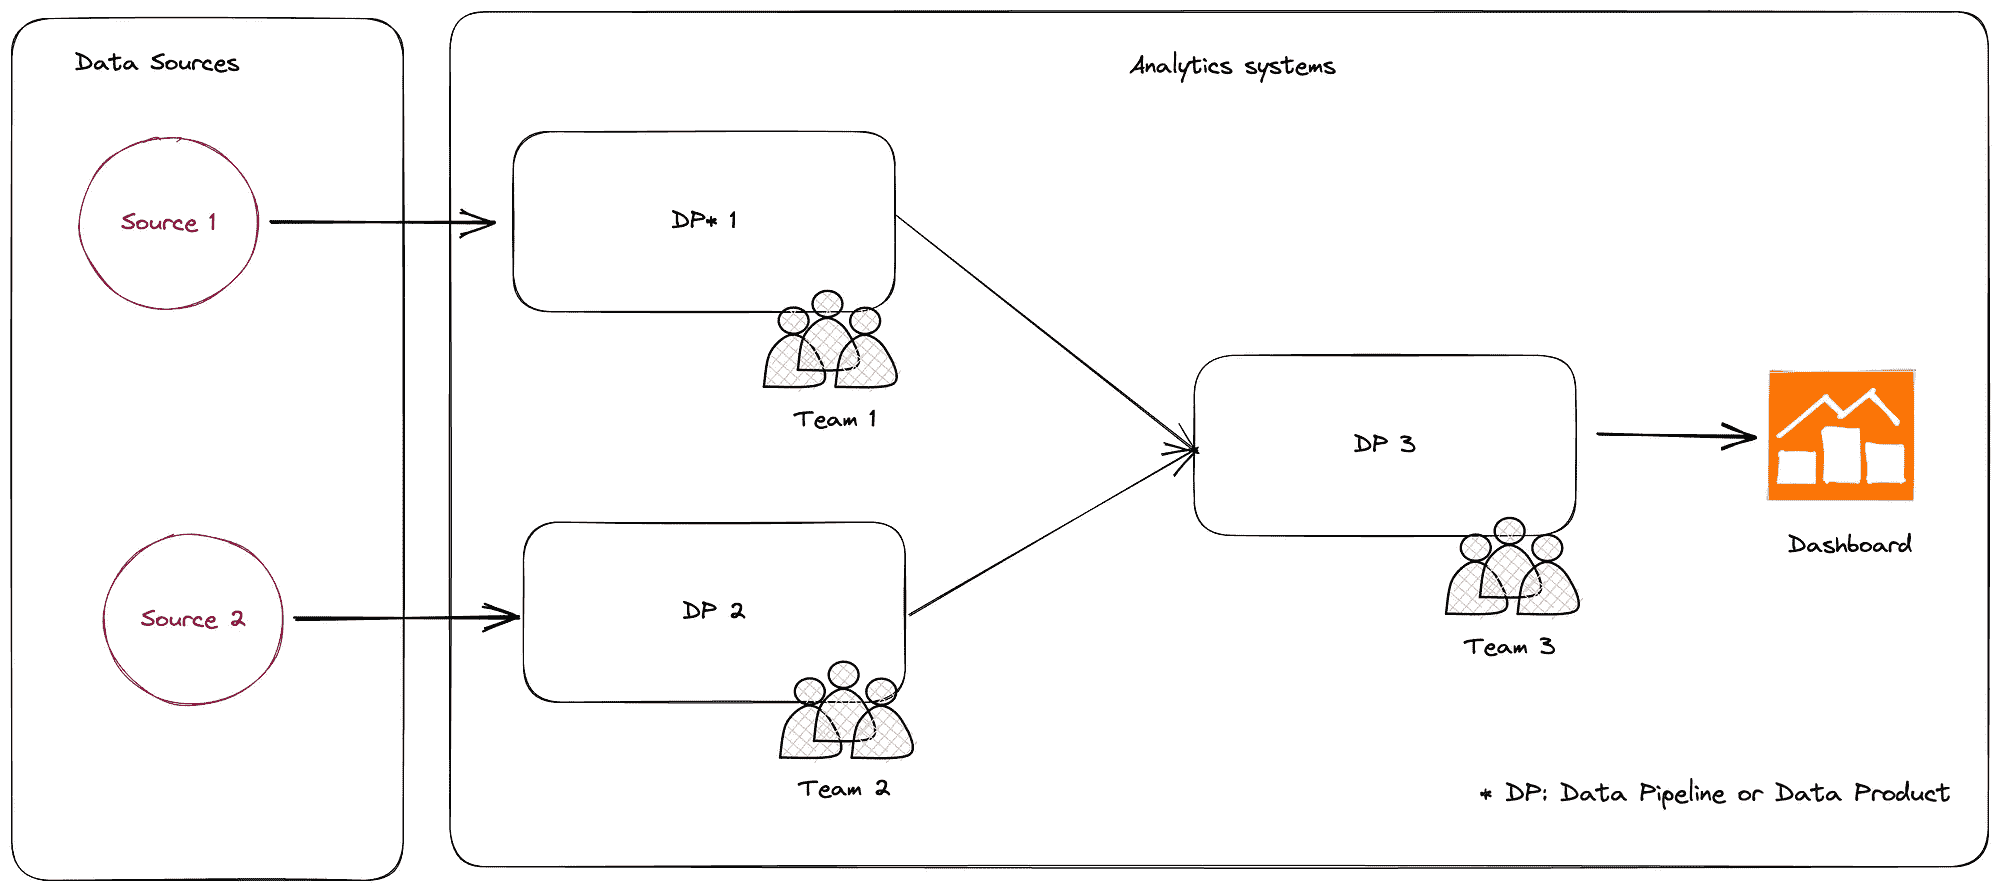 Data Sources
Analytics systems
Source 1
DP* 1
Team 1
DP 3
Dashboard
Source 2
DP 2
Team 3
Team 2
* DP: Data Pipeline or Data Product